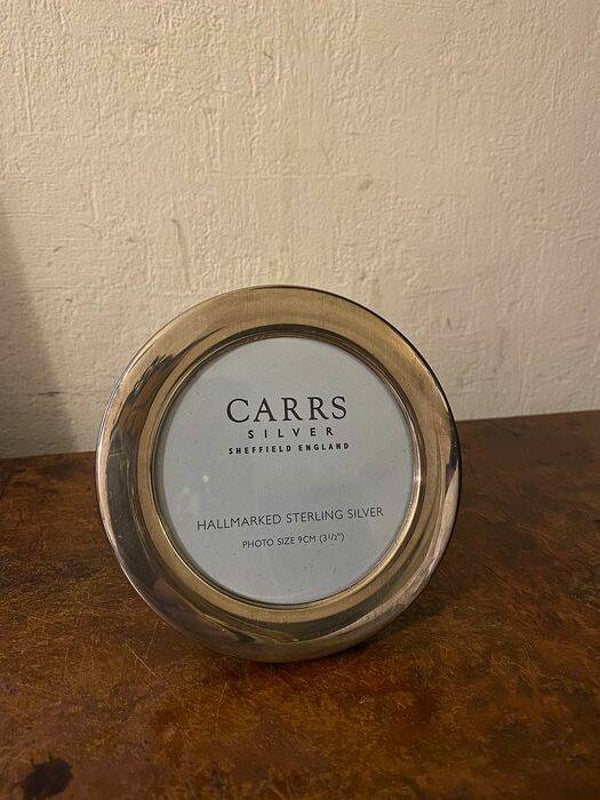 CARRS
SILVER
SHEFFIELD ENGLAND
HALLMARKED STERLING SILVER
PHOTO SIZE 9CM (3½")